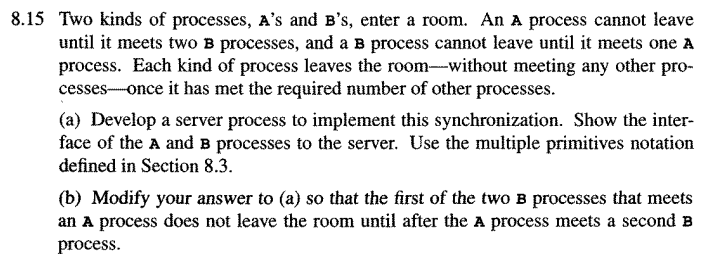 8.15 Two kinds of processes, A's and B's, enter a room. An A process cannot leave
until it meets two B processes, and a B process cannot leave until it meets one A
process. Each kind of process leaves the room—without meeting any other pro-
cesses—once it has met the required number of other processes.
(a) Develop a server process to implement this synchronization. Show the inter-
face of the A and B processes to the server. Use the multiple primitives notation
defined in Section 8.3.
(b) Modify your answer to (a) so that the first of the two B processes that meets
an A process does not leave the room until after the A process meets a second B
process.